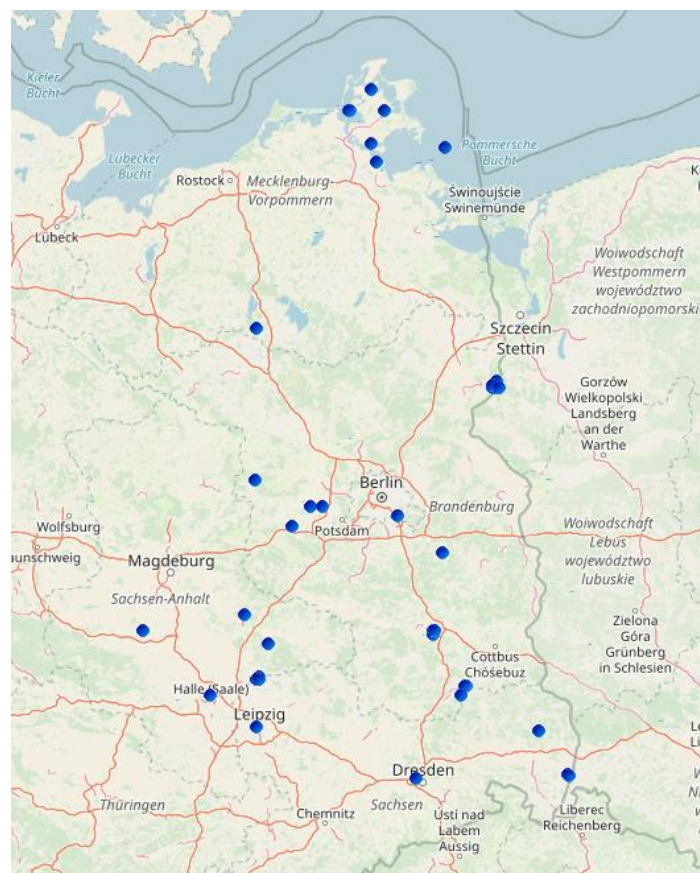 Kieler
Bucht
Lübecker
Bucht
Pommersche
Bucht
Rostock
Mecklenburg-
Vorpommern
Świnoujście
Swinemünde
Lübeck
Woiwodschaft
Westpommern
województwo
zachodniopomorski
Szczecin
Stettin
Gorzów
Wielkopolski
Landsberg
an der
Warthe
Berlin
Brandenburg
Potsdam
Wolfsburg
aunschweig
Magdeburg
Woiwodschaft
Lebus
województwo
lubuskie
Sachsen-Anhalt
Zielona
Góra
Grünberg
in Schlesien
Cottbus
Chóśebuz
Halle (Saale)
Leipzig
Dresden
Thüringen
Sachsen
Chemnitz
Ústí nad
Labem
Aussig
Liberec
Reichenberg